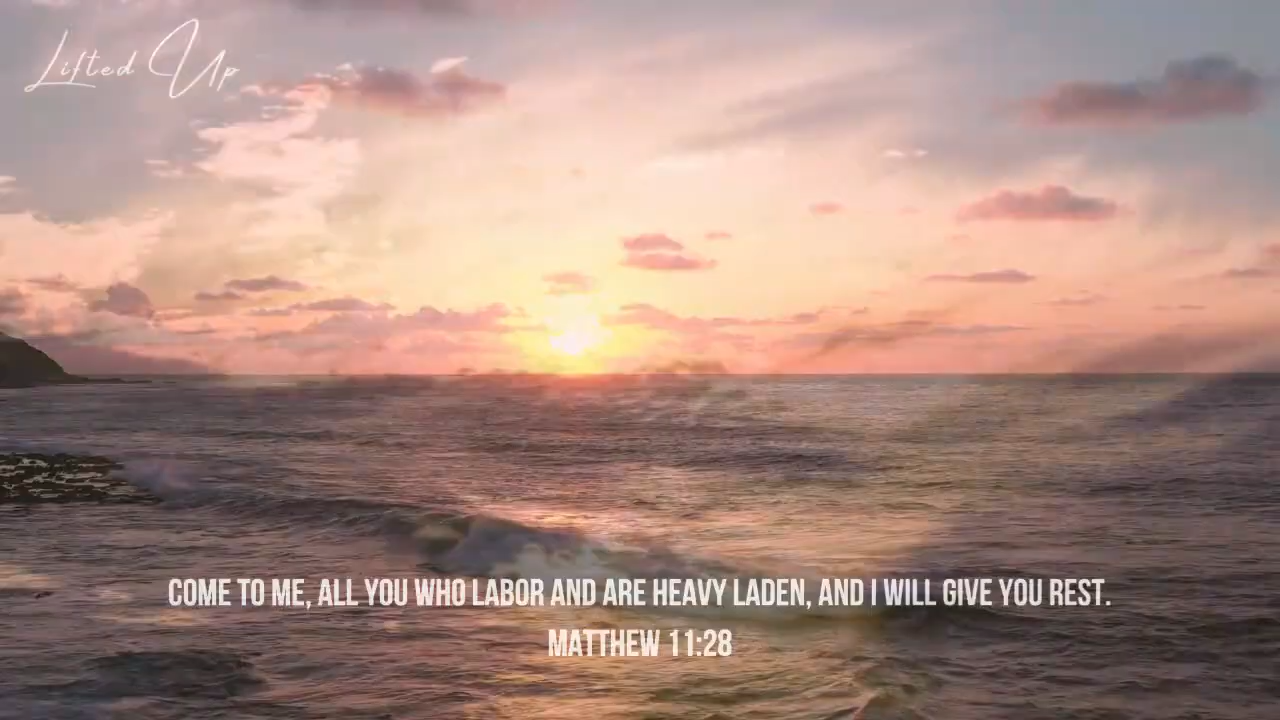 Lifted Up
COME TO ME, ALL YOU WHO LABOR AND ARE HEAVY LADEN, AND I WILL GIVE YOU REST.
MATTHEW 11:28